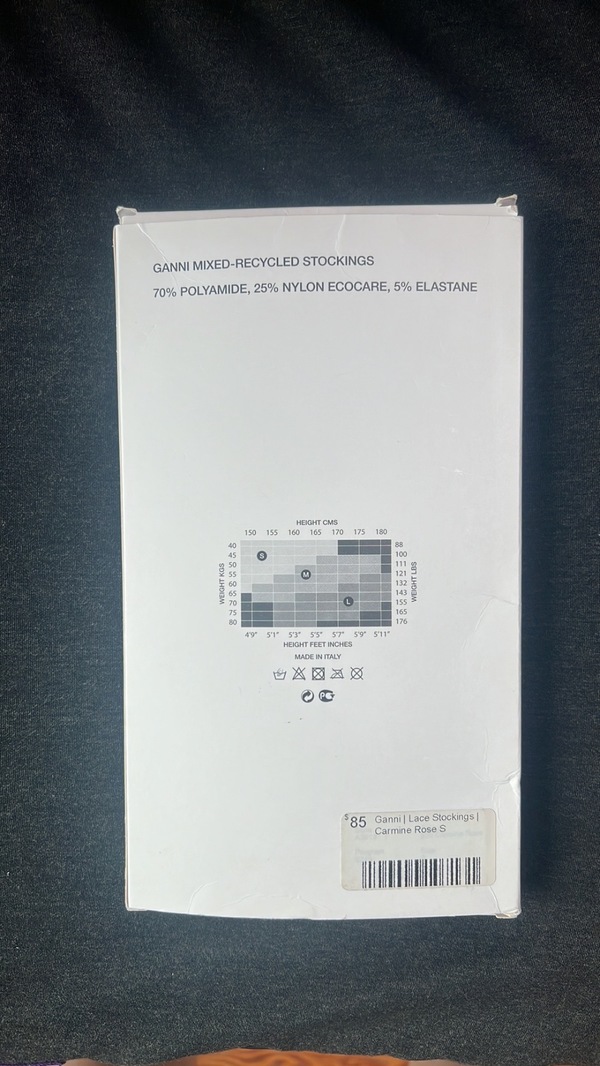 GANNI MIXED-RECYCLED STOCKINGS
70% POLYAMIDE, 25% NYLON ECOCARE, 5% ELASTANE
HEIGHT CMS
150 155 160 165 170 175 180
WEIGHT KGS
40 88
45 S 100
50 111
55 M 121
60 132
65 143
70 L 155
75 165
80 176
WEIGHT LBS
4'9" 5'1" 5'3" 5'5" 5'7" 5'9" 5'11"
HEIGHT FEET INCHES
MADE IN ITALY
$85 Ganni | Lace Stockings |
Carmine Rose S